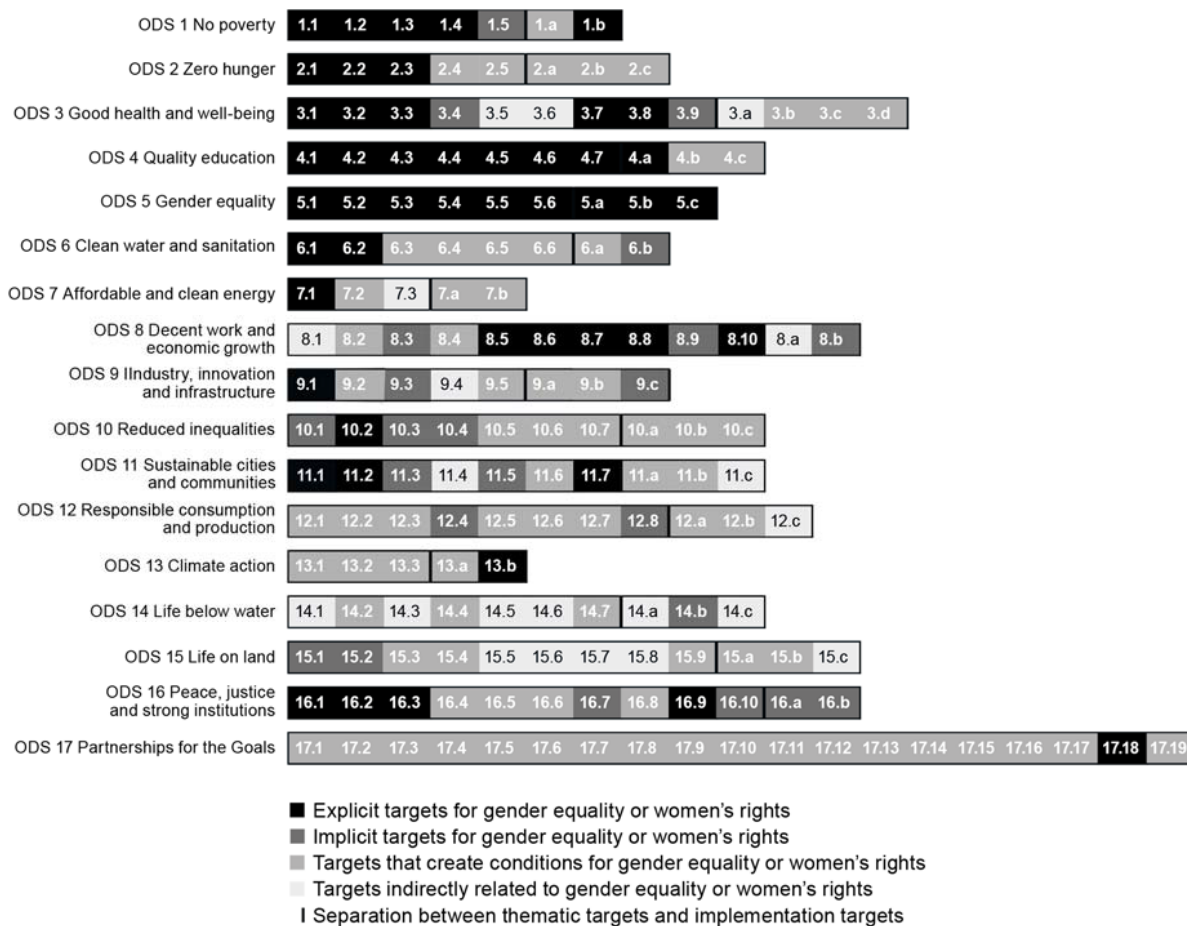 ODS 1 No poverty 1.1 1.2 1.3 1.4 1.5 1.a 1.b
ODS 2 Zero hunger 2.1 2.2 2.3 2.4 2.5 2.a 2.b 2.c
ODS 3 Good health and well-being 3.1 3.2 3.3 3.4 3.5 3.6 3.7 3.8 3.9 3.a 3.b 3.c 3.d
ODS 4 Quality education 4.1 4.2 4.3 4.4 4.5 4.6 4.7 4.a 4.b 4.c
ODS 5 Gender equality 5.1 5.2 5.3 5.4 5.5 5.6 5.a 5.b 5.c
ODS 6 Clean water and sanitation 6.1 6.2 6.3 6.4 6.5 6.6 6.a 6.b
ODS 7 Affordable and clean energy 7.1 7.2 7.3 7.a 7.b
ODS 8 Decent work and
economic growth 8.1 8.2 8.3 8.4 8.5 8.6 8.7 8.8 8.9 8.10 8.a 8.b
ODS 9 IIndustry, innovation
and infrastructure 9.1 9.2 9.3 9.4 9.5 9.a 9.b 9.c
ODS 10 Reduced inequalities 10.1 10.2 10.3 10.4 10.5 10.6 10.7 10.a 10.b 10.c
ODS 11 Sustainable cities
and communities 11.1 11.2 11.3 11.4 11.5 11.6 11.7 11.a 11.b 11.c
ODS 12 Responsible consumption
and production 12.1 12.2 12.3 12.4 12.5 12.6 12.7 12.8 12.a 12.b 12.c
ODS 13 Climate action 13.1 13.2 13.3 13.a 13.b
ODS 14 Life below water 14.1 14.2 14.3 14.4 14.5 14.6 14.7 14.a 14.b 14.c
ODS 15 Life on land 15.1 15.2 15.3 15.4 15.5 15.6 15.7 15.8 15.9 15.a 15.b 15.c
ODS 16 Peace, justice
and strong institutions 16.1 16.2 16.3 16.4 16.5 16.6 16.7 16.8 16.9 16.10 16.a 16.b
ODS 17 Partnerships for the Goals 17.1 17.2 17.3 17.4 17.5 17.6 17.7 17.8 17.9 17.10 17.11 17.12 17.13 17.14 17.15 17.16 17.17 17.18 17.19
Explicit targets for gender equality or women's rights
Implicit targets for gender equality or women's rights
Targets that create conditions for gender equality or women's rights
Targets indirectly related to gender equality or women's rights
Separation between thematic targets and implementation targets